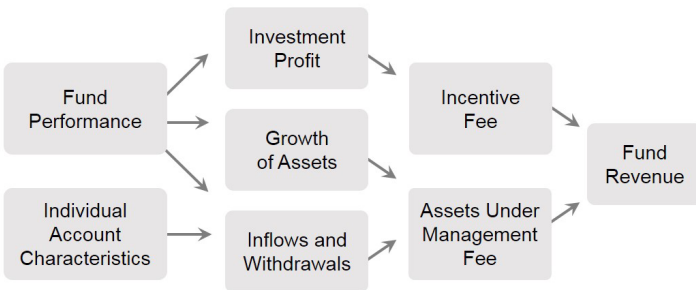 Investment
Profit
Fund
Performance
Incentive
Fee
Growth
of Assets
Fund
Revenue
Individual
Account
Characteristics
Assets Under
Management
Fee
Inflows and
Withdrawals